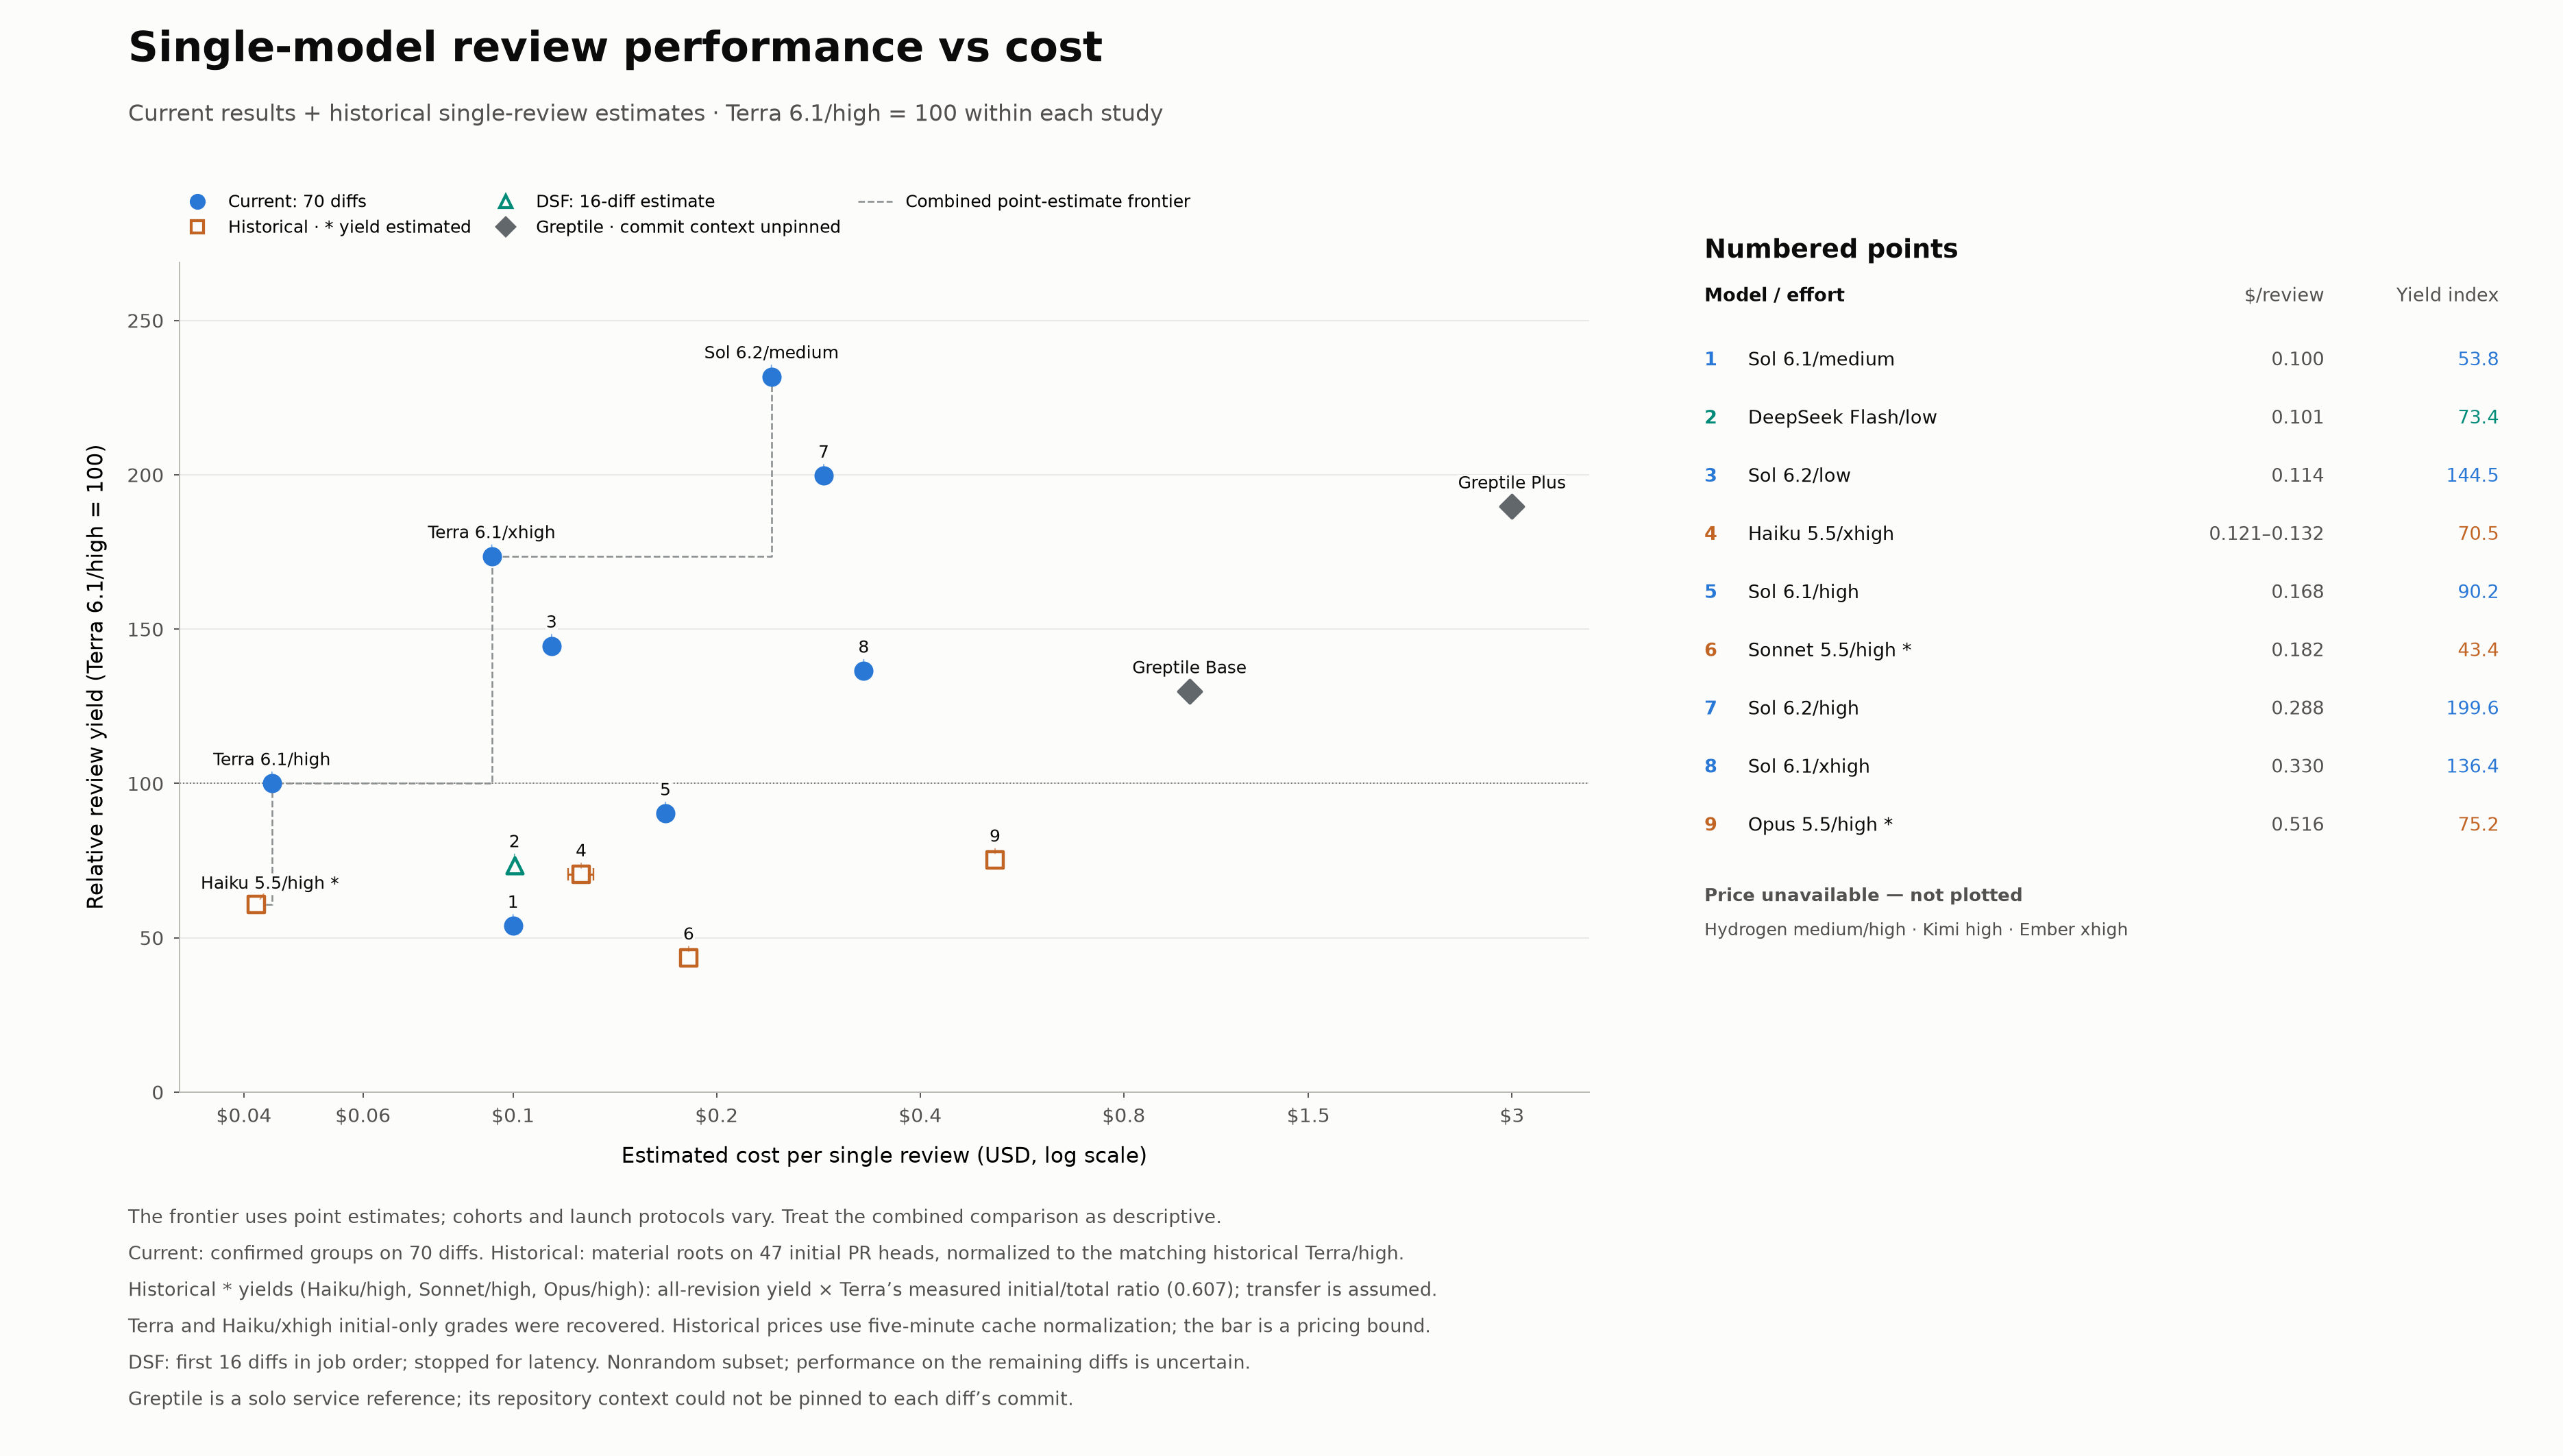 Single-model review performance vs cost
Current results + historical single-review estimates · Terra 6.1/high = 100 within each study
Current: 70 diffs
DSF: 16-diff estimate
Combined point-estimate frontier
Historical · * yield estimated
Greptile · commit context unpinned
Relative review yield (Terra 6.1/high = 100)
250
200
150
100
50
0
Sol 6.2/medium
7
Greptile Plus
Terra 6.1/xhigh
3
8
Greptile Base
Terra 6.1/high
5
2
4
9
Haiku 5.5/high *
1
6
$0.04
$0.06
$0.1
$0.2
$0.4
$0.8
$1.5
$3
Estimated cost per single review (USD, log scale)
Numbered points
Model / effort $/review Yield index
1 Sol 6.1/medium 0.100 53.8
2 DeepSeek Flash/low 0.101 73.4
3 Sol 6.2/low 0.114 144.5
4 Haiku 5.5/xhigh 0.121–0.132 70.5
5 Sol 6.1/high 0.168 90.2
6 Sonnet 5.5/high * 0.182 43.4
7 Sol 6.2/high 0.288 199.6
8 Sol 6.1/xhigh 0.330 136.4
9 Opus 5.5/high * 0.516 75.2
Price unavailable — not plotted
Hydrogen medium/high · Kimi high · Ember xhigh
The frontier uses point estimates; cohorts and launch protocols vary. Treat the combined comparison as descriptive.
Current: confirmed groups on 70 diffs. Historical: material roots on 47 initial PR heads, normalized to the matching historical Terra/high.
Historical * yields (Haiku/high, Sonnet/high, Opus/high): all-revision yield × Terra’s measured initial/total ratio (0.607); transfer is assumed.
Terra and Haiku/xhigh initial-only grades were recovered. Historical prices use five-minute cache normalization; the bar is a pricing bound.
DSF: first 16 diffs in job order; stopped for latency. Nonrandom subset; performance on the remaining diffs is uncertain.
Greptile is a solo service reference; its repository context could not be pinned to each diff’s commit.